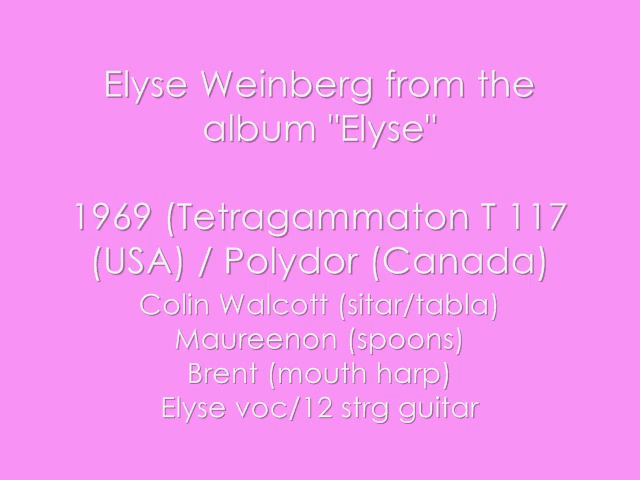 Elyse Weinberg from the
album "Elyse"
1969 (Tetragammaton T 117
(USA) / Polydor (Canada)
Colin Walcott (sitar/tabla)
Maureenon (spoons)
Brent (mouth harp)
Elyse voc/12 strg guitar